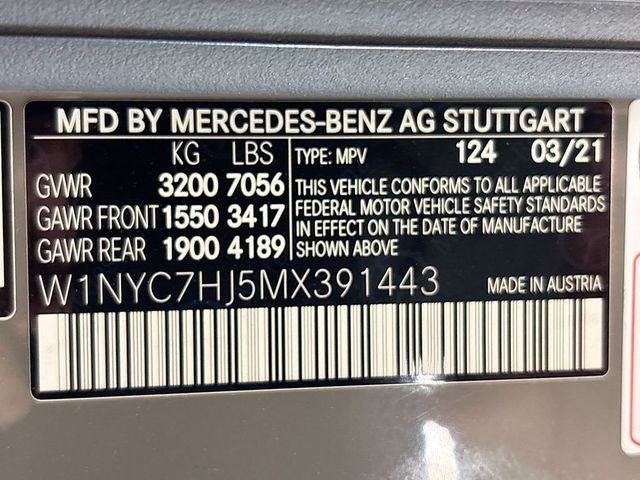 MFD BY MERCEDES-BENZ AG STUTTGART
KG LBS TYPE: MPV 124 03/21
GVWR 3200 7056 THIS VEHICLE CONFORMS TO ALL APPLICABLE
GAWR FRONT 1550 3417 FEDERAL MOTOR VEHICLE SAFETY STANDARDS
IN EFFECT ON THE DATE OF MANUFACTURE
GAWR REAR 1900 4189 SHOWN ABOVE.
W1NYC7HJ5MX391443 MADE IN AUSTRIA